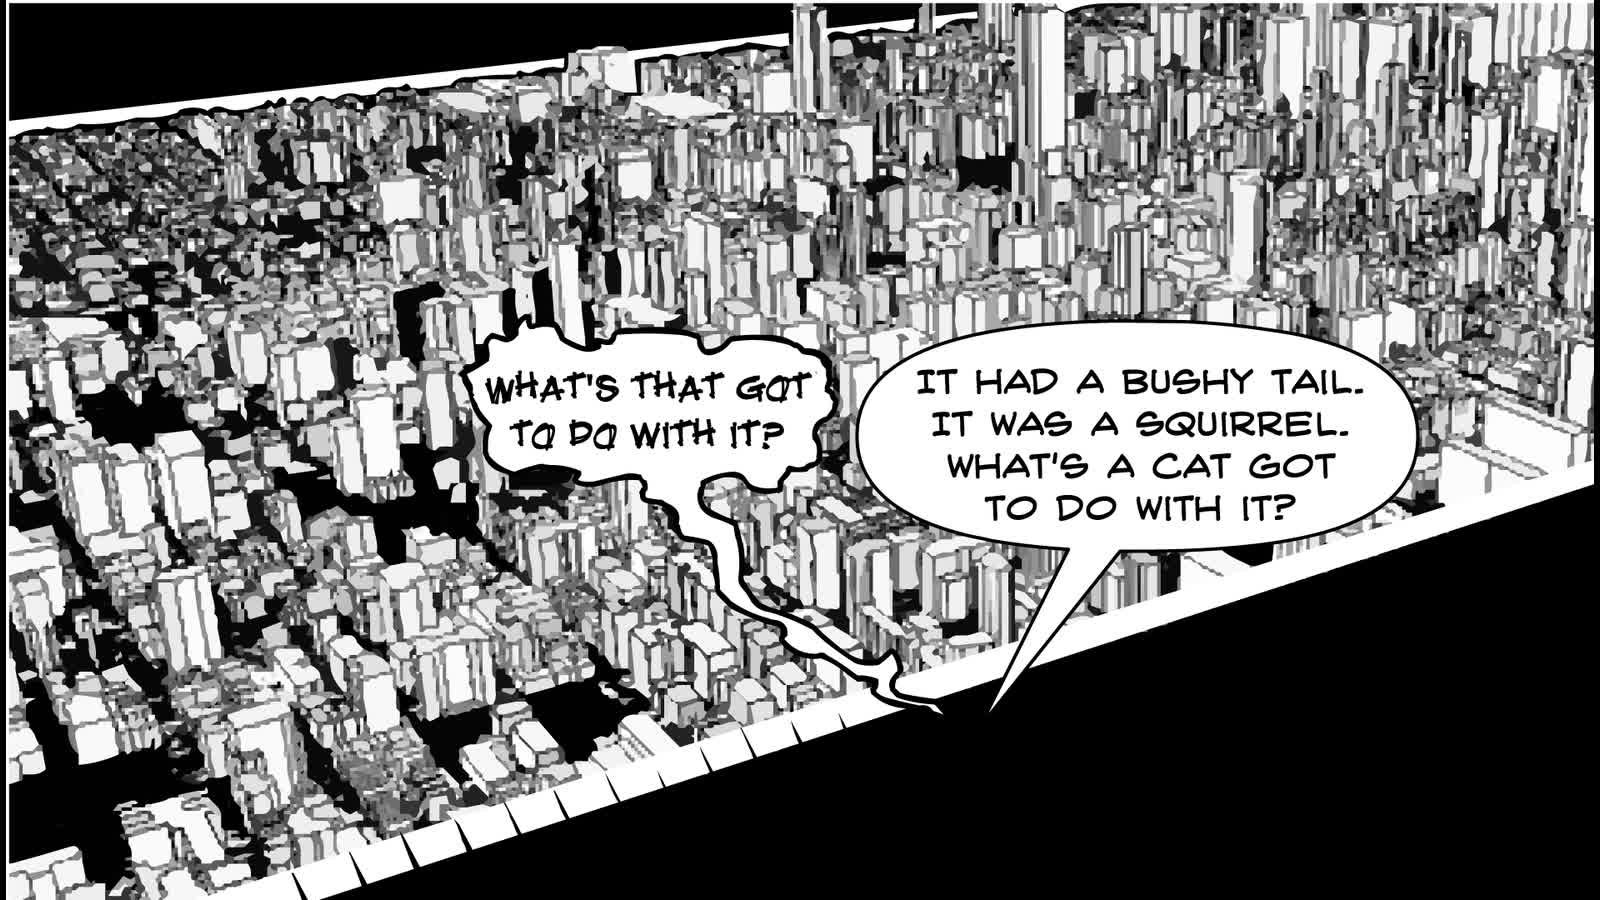 WHAT'S THAT GOT
TO DO WITH IT?
IT HAD A BUSHY TAIL.
IT WAS A SQUIRREL.
WHAT'S A CAT GOT
TO DO WITH IT?